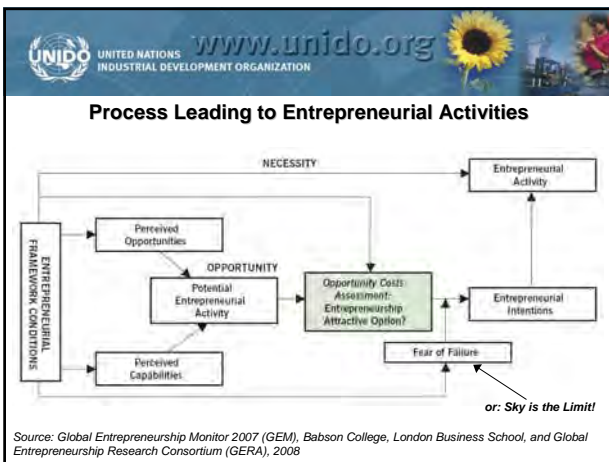 UNIDO
UNITED NATIONS
INDUSTRIAL DEVELOPMENT ORGANIZATION
www.unido.org
Process Leading to Entrepreneurial Activities
NECESSITY
Entrepreneurial
Activity
ENTREPRENEURIAL
FRAMEWORK CONDITIONS
Perceived
Opportunities
OPPORTUNITY
Potential
Entrepreneurial
Activity
Opportunity Costs
Assessment:
Entrepreneurship
Attractive Option?
Entrepreneurial
Intentions
Perceived
Capabilities
Fear of Failure
or: Sky is the Limit!
Source: Global Entrepreneurship Monitor 2007 (GEM), Babson College, London Business School, and Global
Entrepreneurship Research Consortium (GERA), 2008